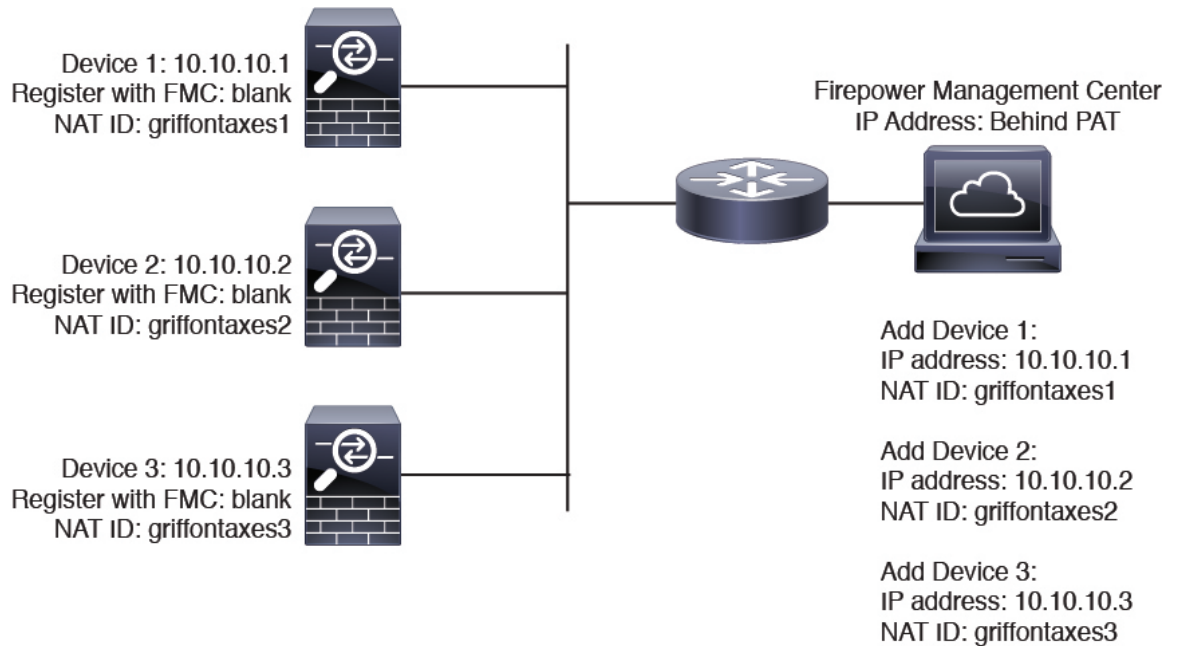 Device 1: 10.10.10.1
Register with FMC: blank
NAT ID: griffontaxes1
Device 2: 10.10.10.2
Register with FMC: blank
NAT ID: griffontaxes2
Device 3: 10.10.10.3
Register with FMC: blank
NAT ID: griffontaxes3
Firepower Management Center
IP Address: Behind PAT
Add Device 1:
IP address: 10.10.10.1
NAT ID: griffontaxes1
Add Device 2:
IP address: 10.10.10.2
NAT ID: griffontaxes2
Add Device 3:
IP address: 10.10.10.3
NAT ID: griffontaxes3